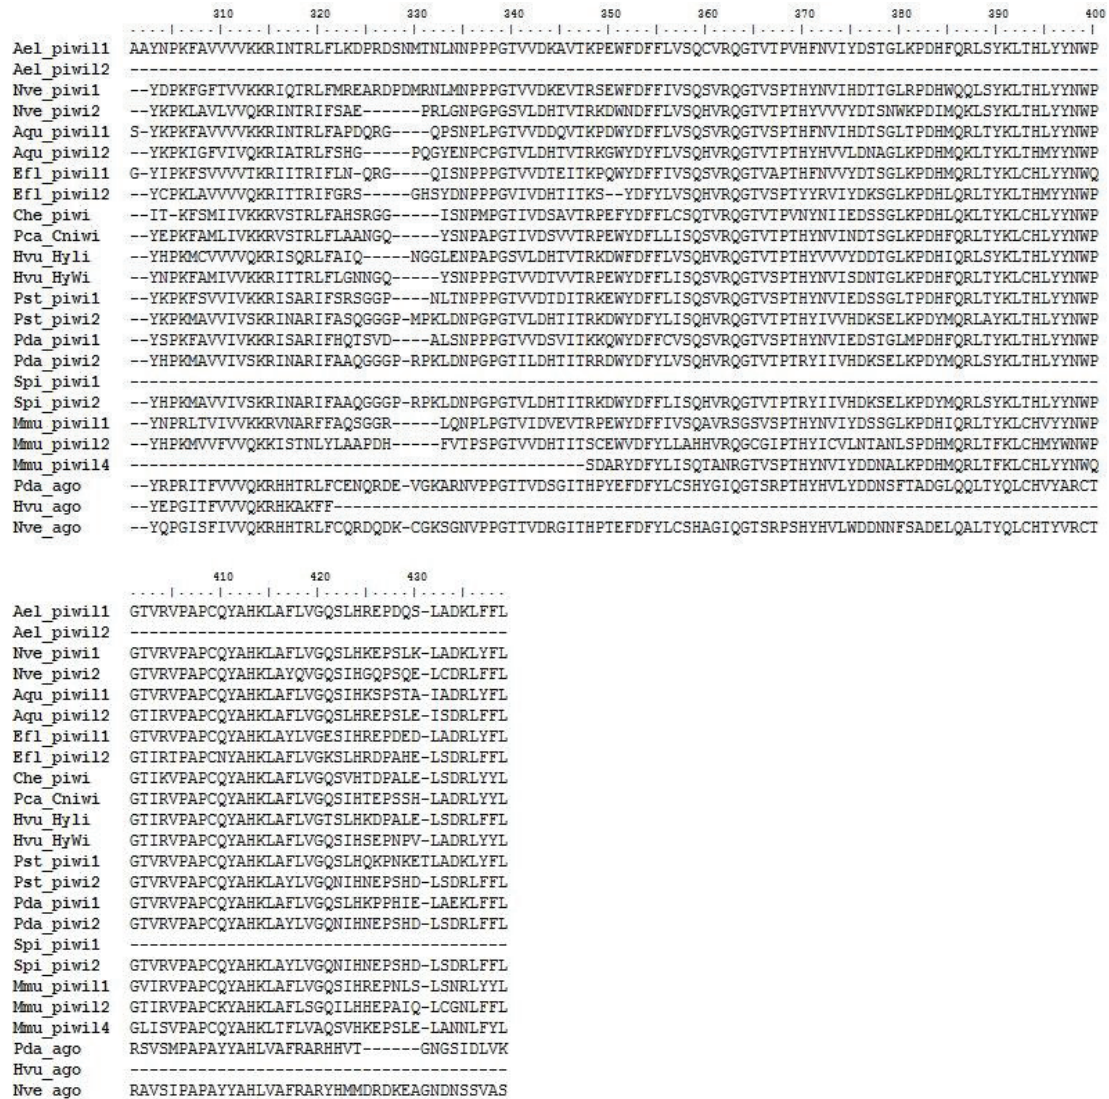 310 320 330 340 350 360 370 380 390 400
....|....|....|....|....|....|....|....|....|....|....|....|....|....|....|....|....|....|....|....|
Ael_piwil1 AAYNPKFAVVVVKKRINTRLFLKDPRDSNMTNLNNPPPGTVVDKAVTKPEWFDFFLVSQCVRQGTVTPVHFNVIYDSTGLKPDHFQRLSYKLTHLYYNWP
Ael_piwil2 ----------------------------------------------------------------------------------------------------
Nve_piwi1 --YDPKFGFTVVKKRIQTRLFMREARDPDMRNLMNPPPGTVVDKEVTRSEWFDFFIVSQSVRQGTVSPTHYNVIHDTTGLRPDHWQQLSYKLTHLYYNWP
Nve_piwi2 --YKPKLAVLVVQKRINTRIFSAE------PRLGNPGPGSVLDHTVTRKDWNDFFLVSQHVRQGTVTPTHYVVVYDTSNWKPDIMQKLSYKLTHLYYNWP
Aqu_piwil1 S-YKPKFAVVVVKKRINTRLFAPDQRG----QPSNPLPGTVVDDQVTKPDWYDFFLVSQSVRQGTVSPTHFNVIHDTSGLTPDHMQRLTYKLTHLYYNWP
Aqu_piwil2 --YKPKIGFVIVQKRIATRLFSHG-----PQGYENPCPGTVLDHTVTRKGWYDYFLVSQHVRQGTVTPTHYHVVLDNAGLKPDHMQKLTYKLTHMYYNWP
Efl_piwil1 G-YIPKFSVVVVTKRIITRIFLN-QRG----QISNPPPGTVVDTEITKPQWYDFFLVSQSVRQGTVAPTHFNVVYDTSGLKPDHMQRLTYKLCHLYYNWQ
Efl_piwil2 --YCPKLAVVVVQKRITTRIFGRS-----GHSYDNPPPGVIVDHTITKS--YDFYLVSQHVRQGTVSPTYYRVIYDKSGLKPDHLQRLTYKLTHMYYNWP
Che_piwi --IT-KFSMIIVKKRVSTRLFAHSRGG-----ISNPMPGTIVDSAVTRPEFYDFFLCSQTVRQGTVTPVNYNIIEDSSGLKPDHLQKLTYKLCHLYYNWP
Pca_Cniwi --YEPKFAMLIVKKRVSTRLFLAANGQ-----YSNPAPGTIVDSVVTRPEWYDFFLLISQSVRQGTVTPTHYNVINDTSGLKPDHFQRLTYKLCHLYYNWP
Hvu_Hyli --YHPKMCVVVVQKRISQRLFAIQ-----NGGLENPAPGSVLDHTVTRKDWFDFFLVSQHVRQGTVTPTHYVVVYDDTGLKPDHIQRLTYKLCHLYYNWP
Hvu_HyWi --YNPKFAMIVVKKRITTRLFLGNNGQ-----YSNPPPGTVVDTVVTRPEWYDFFLISQSVRQGTVTPTHYNVISDNTGLKPDHFQRLTYKLCHLYYNWP
Pst_piwi1 --YKPKFSVVIVKKRISARIFSRSGGP----NLTNPPPGTVVDTDITRKEWYDFFLISQSVRQGTVSPTHYNVIEDSSGLTPDHFQRLTYKLTHLYYNWP
Pst_piwi2 --YKPKMAVVIVSKRINARIFASQGGGP-MPKLDNPGPGTVLDHTITRKDWYDFYLISQHVRQGTVTPTHYIVVHDKSELKPDYMQRLAYKLTHLYYNWP
Pda_piwi1 --YSPKFAVVIVKKRISARIFHQTSVD----ALSNPPPGTVVDSVITKKQWYDFFCVSQSVRQGTVSPTHYNVIEDSTGLMPDHFQRLTYKLTHLYYNWP
Pda_piwi2 --YHPKMAVVIVSKRINARIFAAQGGGP-RPKLDNPGPGTILDHTITRRDWYDFYLVSQHVRQGTVTPTRYIIVHDKSELKPDYMQRLSYKLTHLYYNWP
Spi_piwi1 ----------------------------------------------------------------------------------------------------
Spi_piwi2 --YHPKMAVVIVSKRINARIFAAQGGGP-RPKLDNPGPGTVLDHTITRKDWYDFYLISQHVRQGTVTPTRYIIVHDKSELKPDYMQRLSYKLTHLYYNWP
Mmu_piwil1 --YNPRLTVIVVKKRVNARFFAQSGGR-----LQNPLPGTVIDVEVTRPEWYDFFIVSQAVRSGSVSPTHYNVIYDSSGLKPDHIQRLTYKLCHVYYNWP
Mmu_piwil2 --YHPKMVVFVVQKKISTNLYLAAPDH------FVTPSPGTVVDHTITSCEWVDFYLLAHHVRQGCGIPTHYICVLNTANLSPDHMQRLTFKLCHMYWNWP
Mmu_piwil4 -----------------------------------------------SDARYDFYLISQTANRGTVSPTHYNVIYDDNALKPDHMQRLTFKLCHLYYNWQ
Pda_ago --YRPRITFVVVQKRHHTRLFCENQRDE-VGKARNVPPGTTVDSGITHPYEFDFYLCSHYGIQGTSRPTHYHVLYDDNSFTADGLQQLTYQLCHVYARCT
Hvu_ago --YEPGITFVVVQKRHKAKFF
Nve_ago --YQPGISFIVVQKRHHTRLFCQRDQDK-CGKSGNVPPGTTVDRGITHPTEFDFYLCSHAGIQGTSRPSHYHVLWDDNNFSADELQALTYQLCHTYVRCT
410 420 430
....|....|....|....|....|....|....|....
Ael_piwil1 GTVRVPAPCQYAHKLAFLVGQSLHREPDQS-LADKLFFL
Ael_piwil2 ---------------------------------------
Nve_piwi1 GTVRVPAPCQYAHKLAFLVGQSLHKEPSLK-LADKLYFL
Nve_piwi2 GTVRVPAPCQYAHKLAYQVGQSIHGQPSQE-LCDRLFFL
Aqu_piwil1 GTVRVPAPCQYAHKLAFLVGQSIHKSPSTA-IADRLYFL
Aqu_piwil2 GTIRVPAPCQYAHKLAFLVGQSLHREPSLE-ISDRLFFL
Efl_piwil1 GTVRVPAPCQYAHKLAYLVGESIHREPDED-LADRLYFL
Efl_piwil2 GTIRTPAPCNYAHKLAFLVGKSLHRDPAHE-LSDRLFFL
Che_piwi GTIKVPAPCQYAHKLAFLVGQSVHTDPALE-LSDRLYYL
Pca_Cniwi GTIRVPAPCQYAHKLAFLVGQSIHTEPSSH-LADRLYYL
Hvu_Hyli GTIRVPAPCQYAHKLAFLVGTSLHKDPALE-LSDRLFFL
Hvu_HyWi GTIRVPAPCQYAHKLAFLVGQSIHSEPNPV-LADRLYYL
Pst_piwi1 GTVRVPAPCQYAHKLAFLVGQSLHQKPNKETLADKLYFL
Pst_piwi2 GTVRVPAPCQYAHKLAYLVGQNIHNEPSHD-LSDRLFFL
Pda_piwi1 GTVRVPAPCQYAHKLAFLVGQSLHKPPHIE-LAEKLFFL
Pda_piwi2 GTVRVPAPCQYAHKLAYLVGQNIHNEPSHD-LSDRLFFL
Spi_piwi1 ---------------------------------------
Spi_piwi2 GTVRVPAPCQYAHKLAYLVGQNIHNEPSHD-LSDRLFFL
Mmu_piwil1 GVIRVPAPCQYAHKLAFLVGQSIHREPNLS-LSNRLYYL
Mmu_piwil2 GTIRVPAPCKYAHKLAFLSGQILHHEPAIQ-LCGNLFFL
Mmu_piwil4 GLISVPAPCQYAHKLTFLVAQSVHKEPSLE-LANNLFYL
Pda_ago RSVSMPAPAYYAHLVAFRARHHVT------GNGSIDLVK
Hvu_ago ---------------------------------------
Nve_ago RAVSIPAPAYYAHLVAFRARYHMMDRDKEAGNDNSSVAS